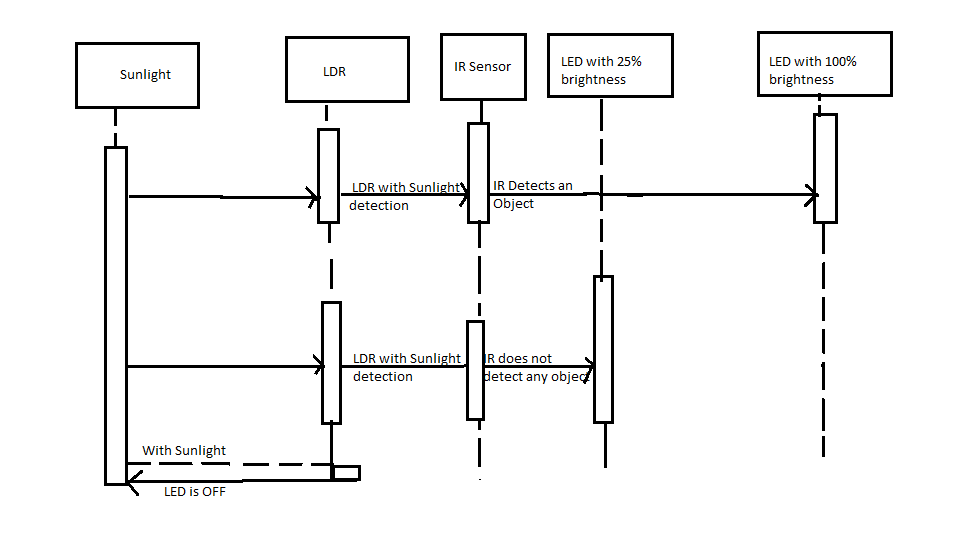 Sunlight
LDR
IR Sensor
LED with 25%
brightness
LED with 100%
brightness
LDR with Sunlight
detection
IR Detects an
Object
LDR with Sunlight
detection
IR does not
detect any object
With Sunlight
LED is OFF